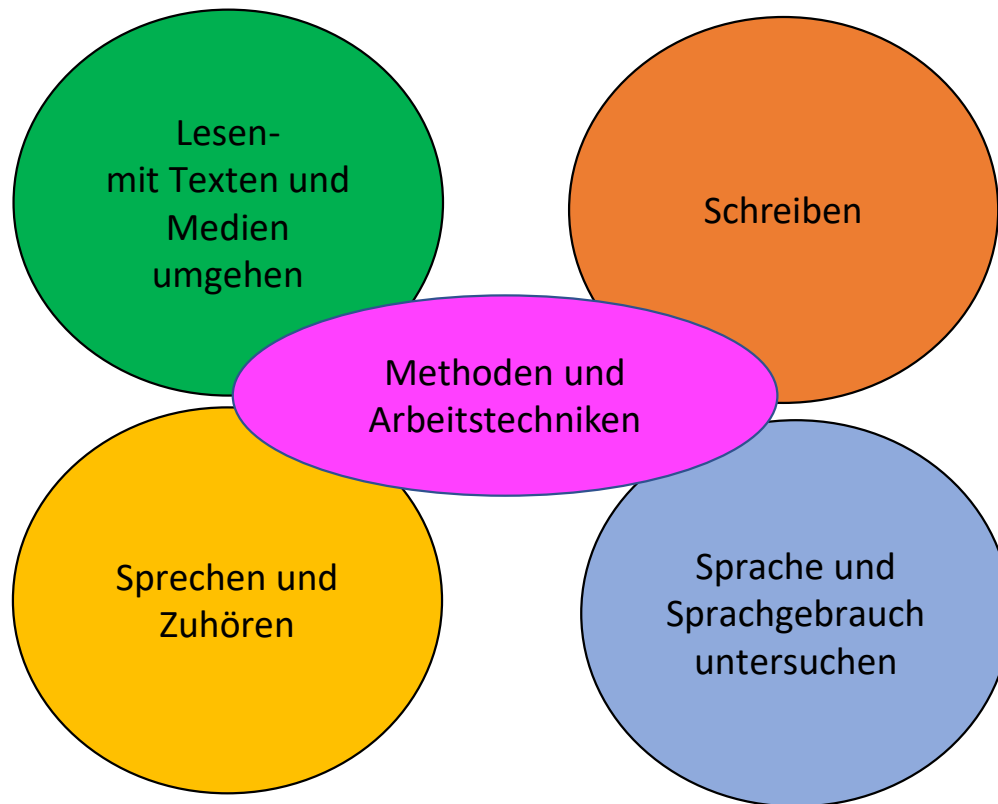 Lesen-
mit Texten und
Medien
umgehen
Schreiben
Methoden und
Arbeitstechniken
Sprechen und
Zuhören
Sprache und
Sprachgebrauch
untersuchen